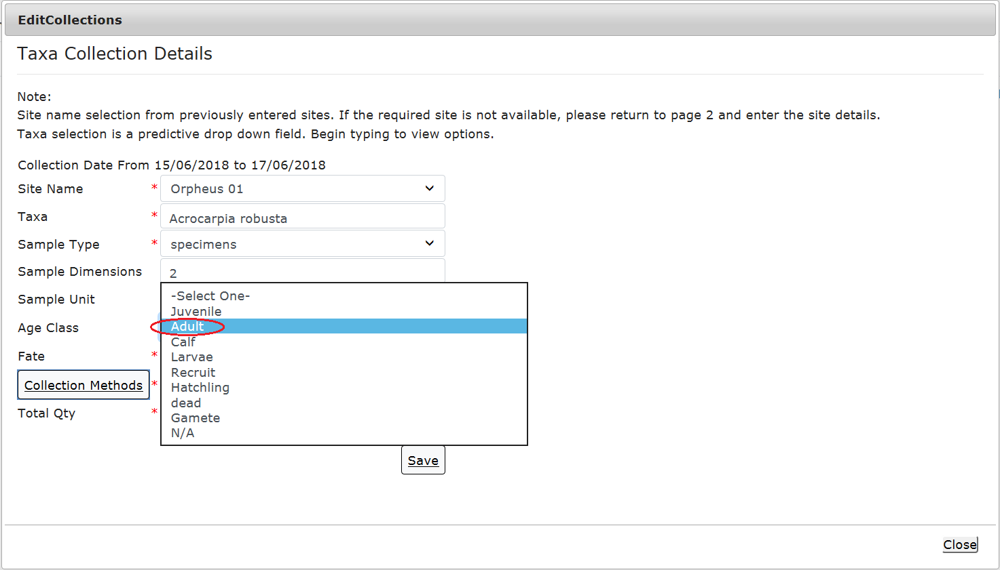 EditCollections
Taxa Collection Details
Note:
Site name selection from previously entered sites. If the required site is not available, please return to page 2 and enter the site details.
Taxa selection is a predictive drop down field. Begin typing to view options.
Collection Date From 15/06/2018 to 17/06/2018
Site Name * Orpheus 01
Taxa * Acrocarpia robusta
Sample Type * specimens
Sample Dimensions 2
Sample Unit
Age Class
Fate *
Collection Methods *
Total Qty *
-Select One-
Juvenile
Adult
Calf
Larvae
Recruit
Hatchling
dead
Gamete
N/A
Save
Close